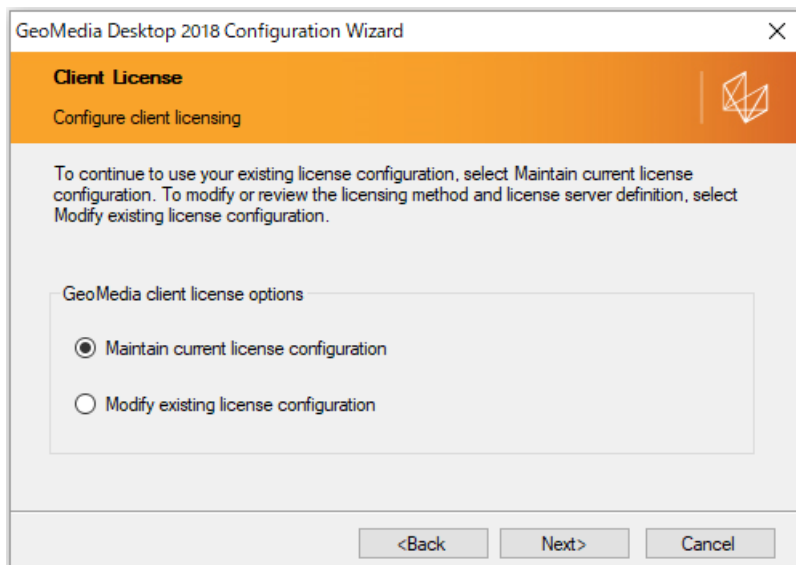 GeoMedia Desktop 2018 Configuration Wizard
Client License
Configure client licensing
To continue to use your existing license configuration, select Maintain current license
configuration. To modify or review the licensing method and license server definition, select
Modify existing license configuration.
GeoMedia client license options
Maintain current license configuration
Modify existing license configuration
<Back
Next>
Cancel